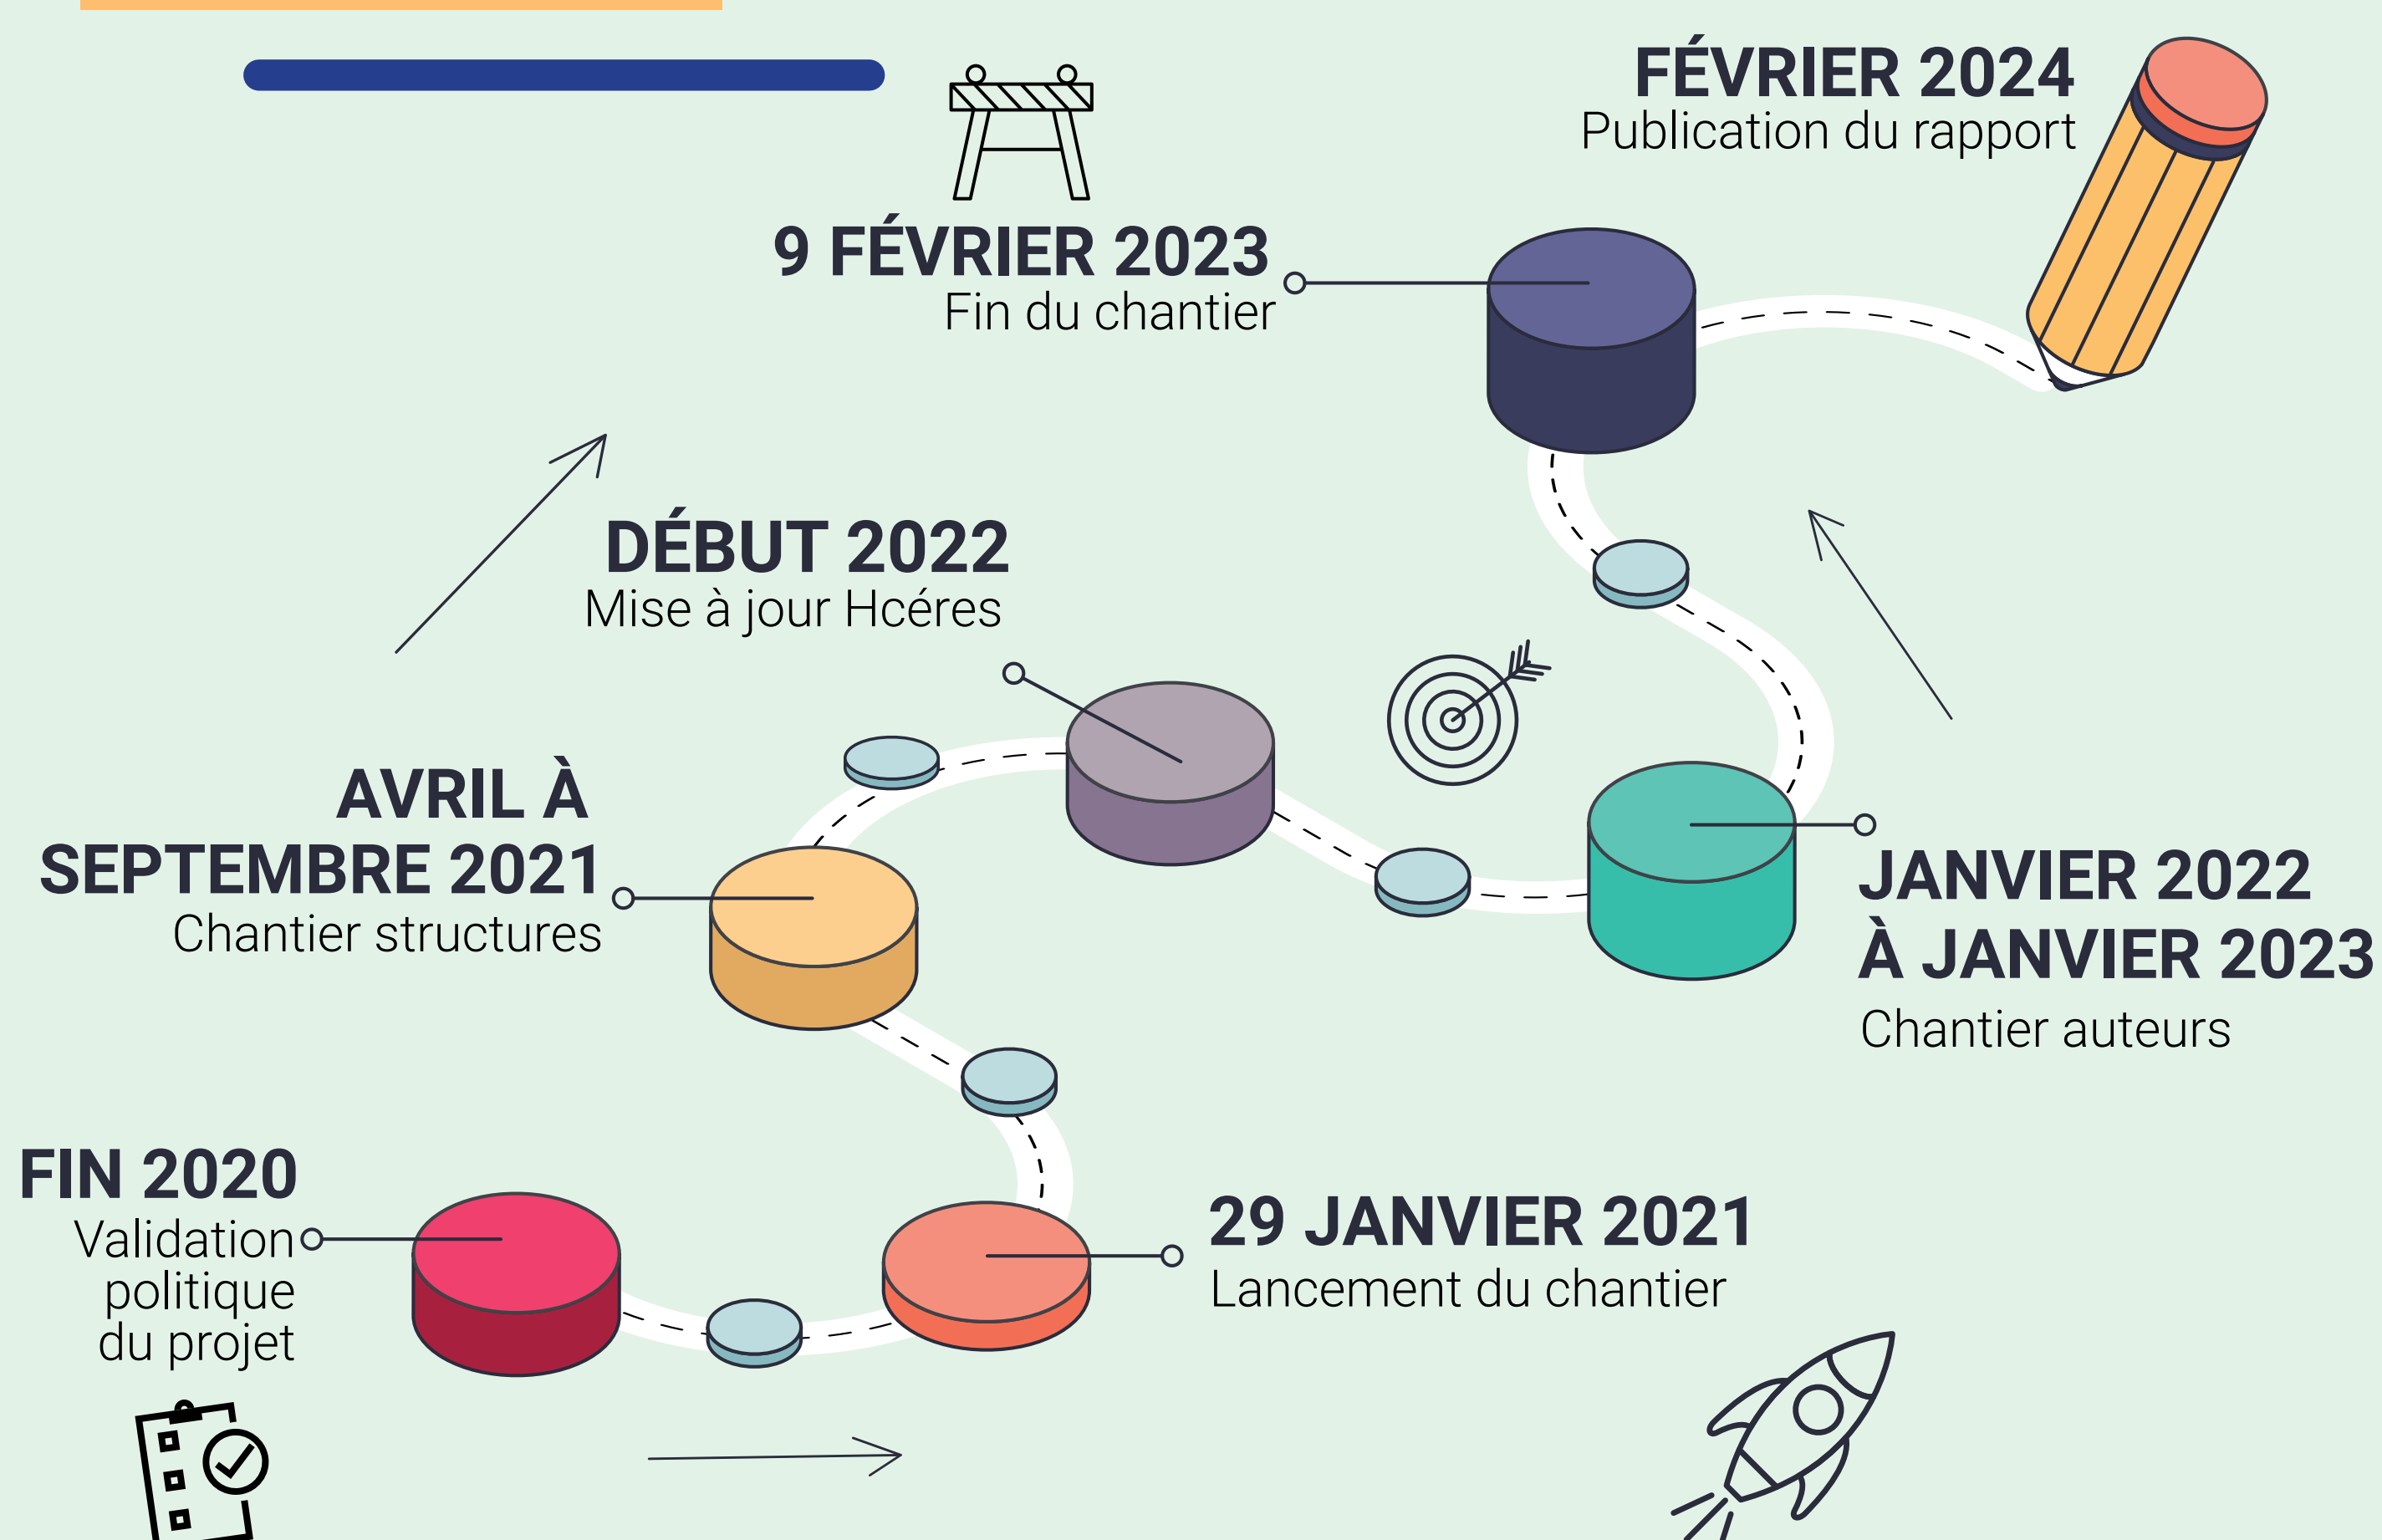 FÉVRIER 2024
Publication du rapport
9 FÉVRIER 2023
Fin du chantier
DÉBUT 2022
Mise à jour Hcéres
AVRIL À
SEPTEMBRE 2021
Chantier structures
JANVIER 2022
À JANVIER 2023
Chantier auteurs
FIN 2020
Validation
politique
du projet
29 JANVIER 2021
Lancement du chantier